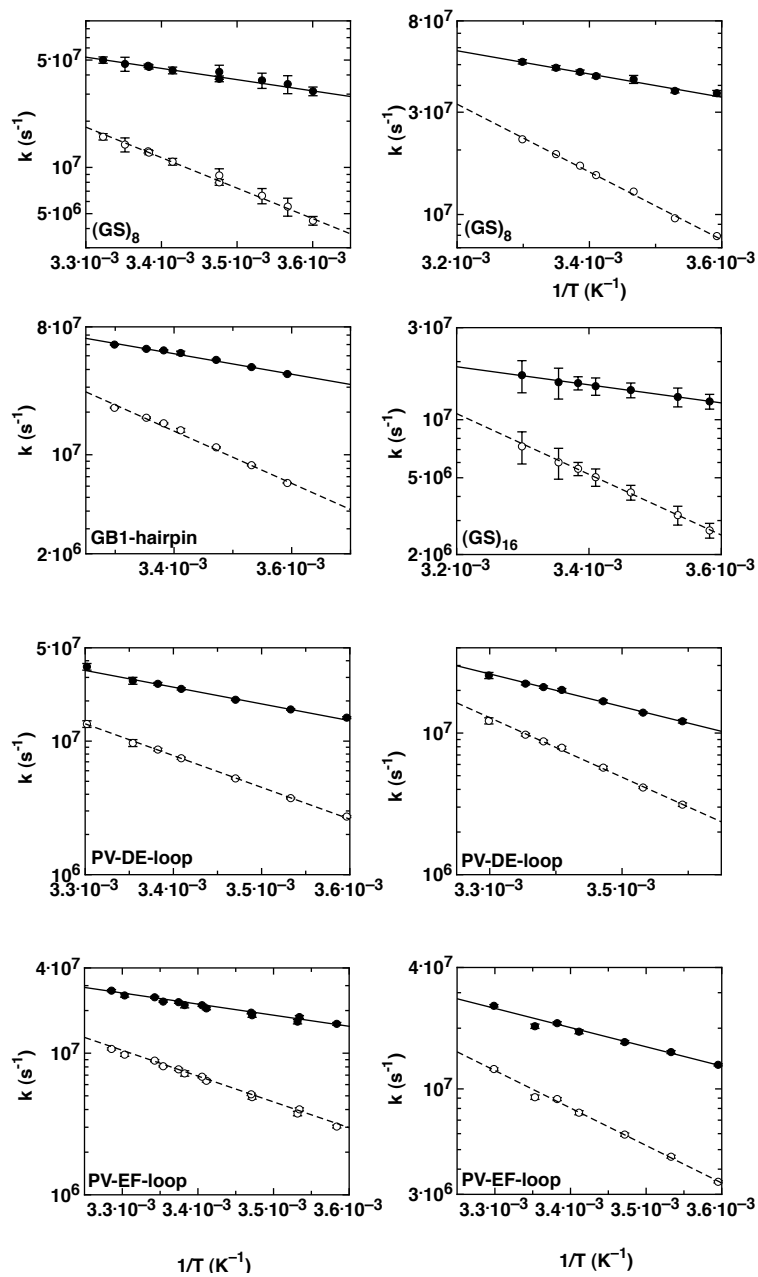 5·10⁷
k (s⁻¹)
10⁷
5·10⁶
(GS)₈
3.3·10⁻³ 3.4·10⁻³ 3.5·10⁻³ 3.6·10⁻³
8·10⁷
k (s⁻¹)
3·10⁷
10⁷
(GS)₈
3.2·10⁻³ 3.4·10⁻³ 3.6·10⁻³
1/T (K⁻¹)
8·10⁷
k (s⁻¹)
10⁷
GB1-hairpin
2·10⁶
3.4·10⁻³ 3.6·10⁻³
3·10⁷
k (s⁻¹)
10⁷
5·10⁶
(GS)₁₆
2·10⁶
3.2·10⁻³ 3.4·10⁻³ 3.6·10⁻³
5·10⁷
k (s⁻¹)
10⁷
PV-DE-loop
10⁶
3.3·10⁻³ 3.4·10⁻³ 3.5·10⁻³ 3.6·10⁻³
k (s⁻¹)
10⁷
PV-DE-loop
10⁶
3.3·10⁻³ 3.5·10⁻³
4·10⁷
k (s⁻¹)
10⁷
PV-EF-loop
10⁶
3.3·10⁻³ 3.4·10⁻³ 3.5·10⁻³ 3.6·10⁻³
1/T (K⁻¹)
4·10⁷
k (s⁻¹)
10⁷
PV-EF-loop
3·10⁶
3.3·10⁻³ 3.4·10⁻³ 3.5·10⁻³ 3.6·10⁻³
1/T (K⁻¹)